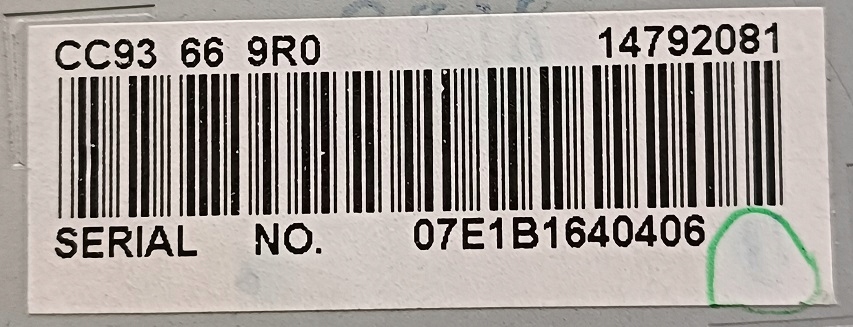 CC93 66 9R0 14792081
SERIAL NO. 07E1B1640406